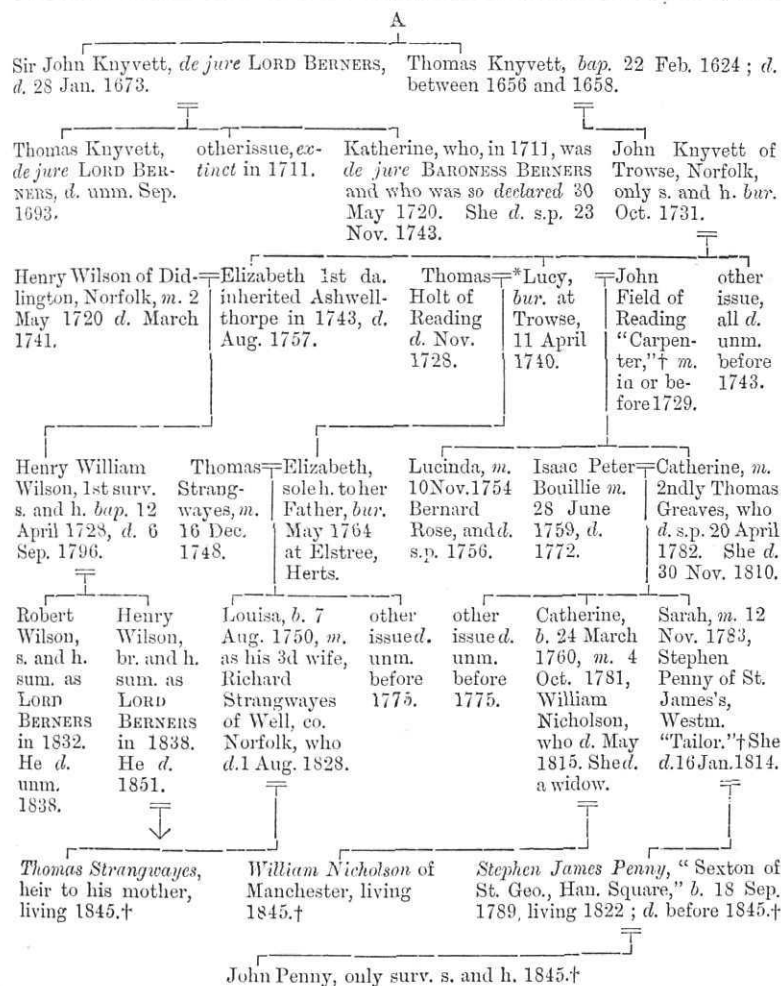 A
Sir John Knyvett, de jure LORD BERNERS,
d. 28 Jan. 1673.
Thomas Knyvett, bap. 22 Feb. 1624 ; d.
between 1656 and 1658.
Thomas Knyvett,
de jure LORD BER-
NERS, d. unm. Sep.
1693.
other issue, ex-
tinct in 1711.
Katherine, who, in 1711, was
de jure BARONESS BERNERS
and who was so declared 30
May 1720. She d. s.p. 23
Nov. 1743.
John Knyvett of
Trowse, Norfolk,
only s. and h. bur.
Oct. 1731.
Henry Wilson of Did-
lington, Norfolk, m. 2
May 1720 d. March
1741.
Elizabeth 1st da.
inherited Ashwell-
thorpe in 1743, d.
Aug. 1757.
Thomas
Holt of
Reading
d. Nov.
1728.
*Lucy,
bur. at
Trowse,
11 April
1740.
John
Field of
Reading
"Carpen-
ter,"† m.
in or be-
fore 1729.
other
issue,
all d.
unm.
before
1743.
Henry William
Wilson, 1st surv.
s. and h. bap. 12
April 1728, d. 6
Sep. 1796.
Thomas
Strang-
wayes, m.
16 Dec.
1748.
Elizabeth,
sole h. to her
Father, bur.
May 1764
at Elstree,
Herts.
Lucinda, m.
10 Nov. 1754
Bernard
Rose, and d.
s.p. 1756.
Isaac Peter
Bouillie m.
28 June
1759, d.
1772.
Catherine, m.
2ndly Thomas
Greaves, who
d. s.p. 20 April
1782. She d.
30 Nov. 1810.
Robert
Wilson,
s. and h.
sum. as
LORD
BERNERS
in 1832.
He d.
unm.
1838.
Henry
Wilson,
br. and h.
sum. as
LORD
BERNERS
in 1838.
He d.
1851.
Louisa, b. 7
Aug. 1750, m.
as his 3d wife,
Richard
Strangwayes
of Well, co.
Norfolk, who
d. 1 Aug. 1828.
other
issue d.
unm.
before
1775.
other
issue d.
unm.
before
1775.
Catherine,
b. 24 March
1760, m. 4
Oct. 1781,
William
Nicholson,
who d. May
1815. She d.
a widow.
Sarah, m. 12
Nov. 1783,
Stephen
Penny of St.
James's,
Westm.
"Tailor."† She
d. 16 Jan. 1814.
Thomas Strangwayes,
heir to his mother,
living 1845.†
William Nicholson of
Manchester, living
1845.†
Stephen James Penny, "Sexton of
St. Geo., Han. Square," b. 18 Sep.
1789, living 1822 ; d. before 1845.†
John Penny, only surv. s. and h. 1845.†